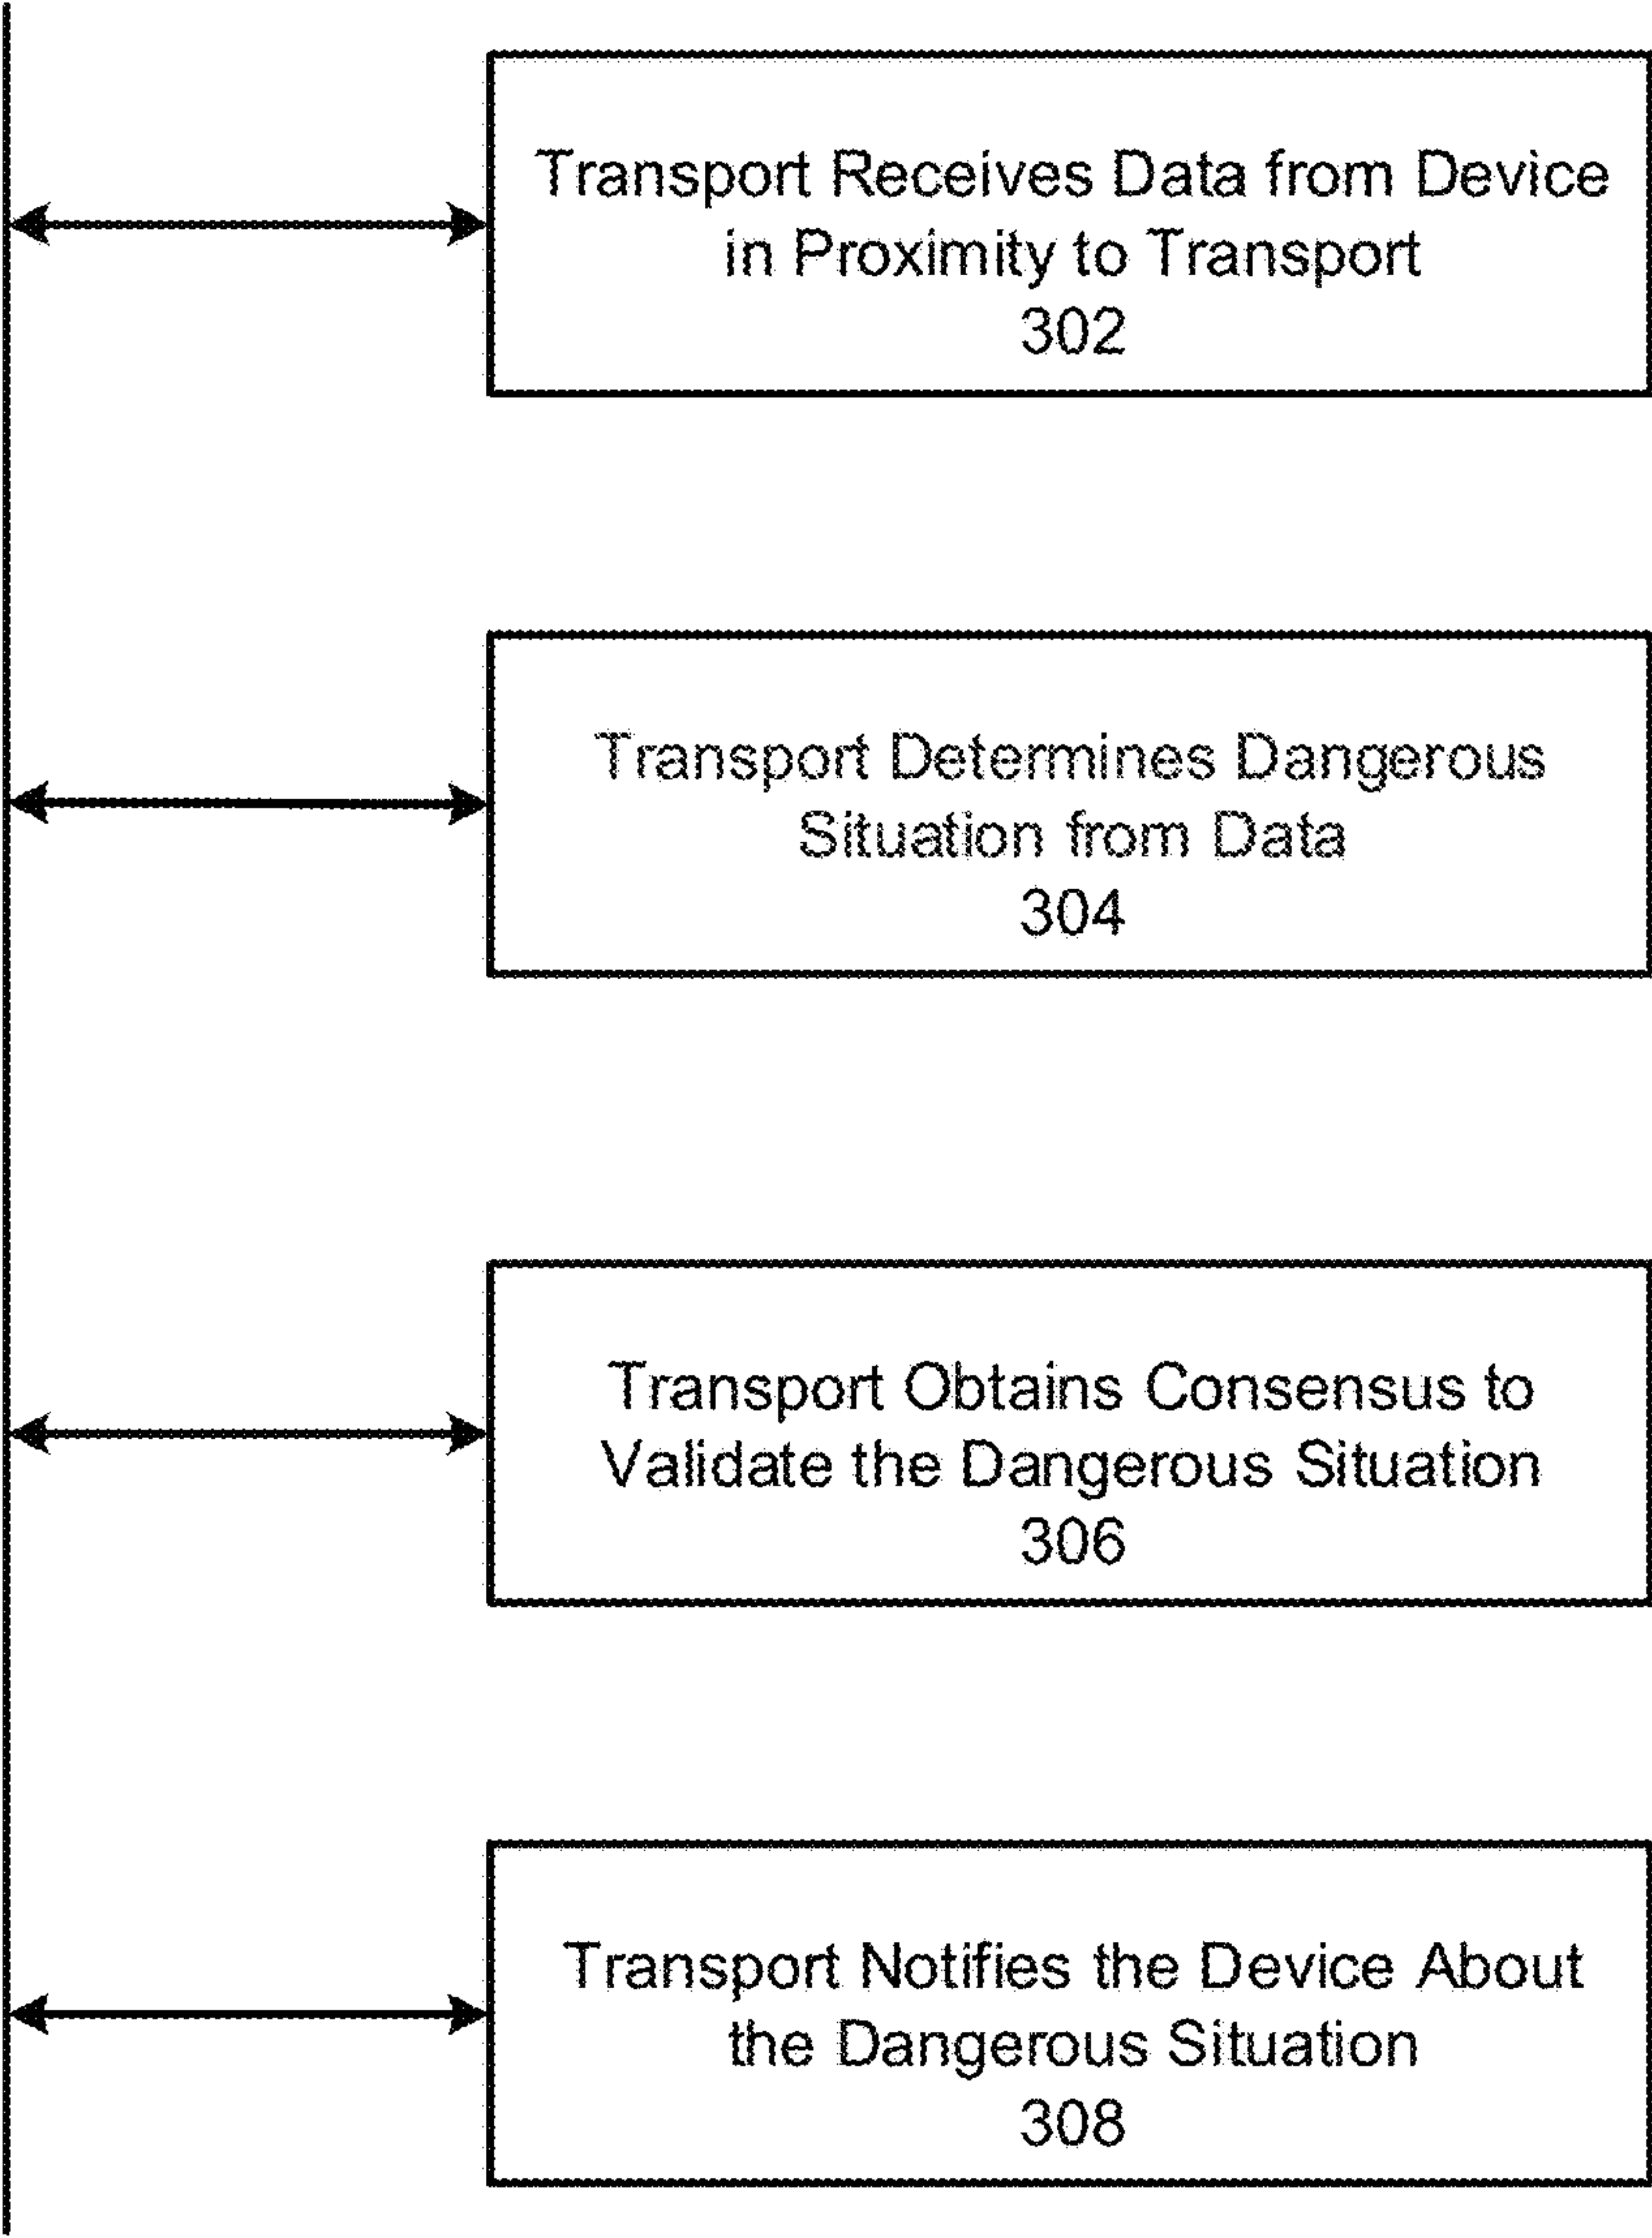 Transport Receives Data from Device
in Proximity to Transport
302
Transport Determines Dangerous
Situation from Data
304
Transport Obtains Consensus to
Validate the Dangerous Situation
306
Transport Notifies the Device About
the Dangerous Situation
308